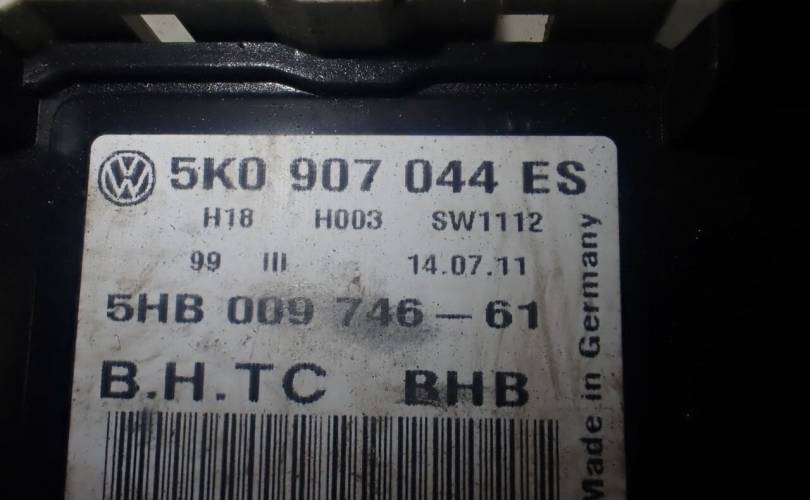 5K0 907 044 ES
H18 H003 SW1112
99 III 14.07.11
5HB 009 746-61
B.H.TC BHB
Made in Germany